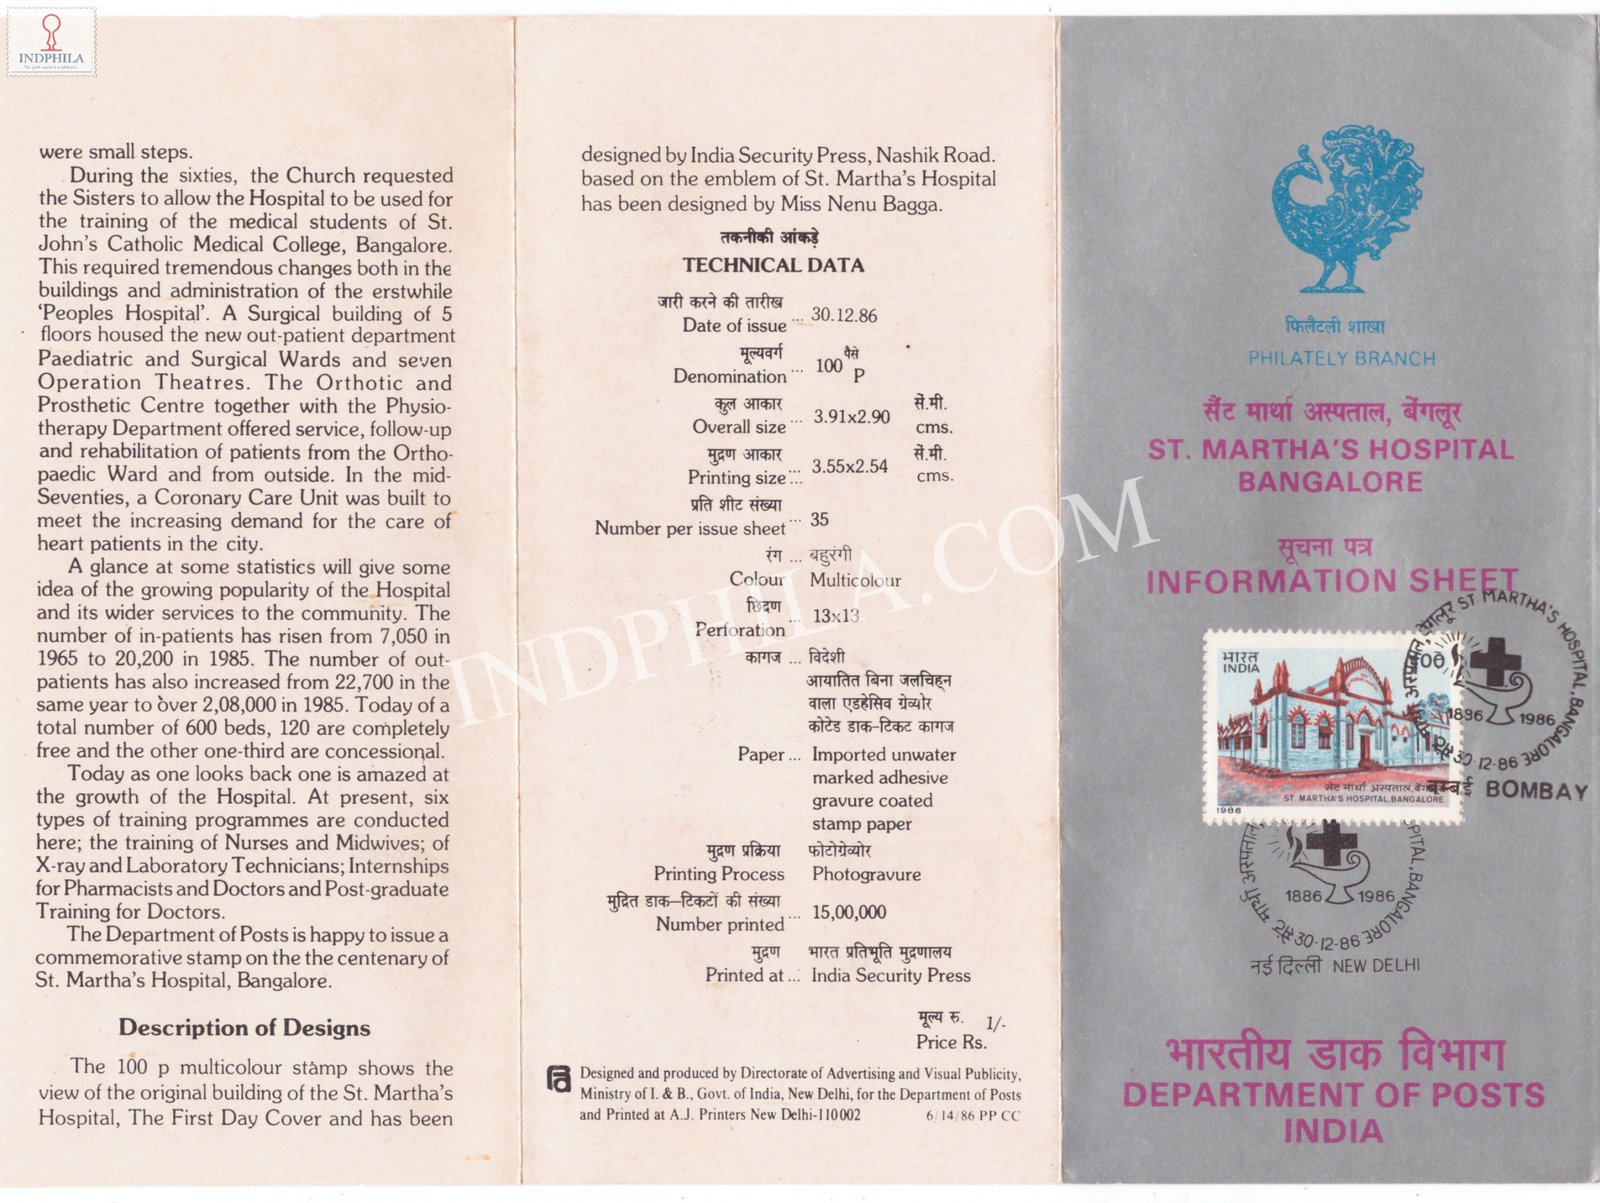 INDPHILA
were small steps.
During the sixties, the Church requested
the Sisters to allow the Hospital to be used for
the training of the medical students of St.
John's Catholic Medical College, Bangalore.
This required tremendous changes both in the
buildings and administration of the erstwhile
'Peoples Hospital'. A Surgical building of 5
floors housed the new out-patient department
Paediatric and Surgical Wards and seven
Operation Theatres. The Orthotic and
Prosthetic Centre together with the Physio-
therapy Department offered service, follow-up
and rehabilitation of patients from the Ortho-
paedic Ward and from outside. In the mid-
Seventies, a Coronary Care Unit was built to
meet the increasing demand for the care of
heart patients in the city.
A glance at some statistics will give some
idea of the growing popularity of the Hospital
and its wider services to the community. The
number of in-patients has risen from 7,050 in
1965 to 20,200 in 1985. The number of out-
patients has also increased from 22,700 in the
same year to over 2,08,000 in 1985. Today of a
total number of 600 beds, 120 are completely
free and the other one-third are concessional.
Today as one looks back one is amazed at
the growth of the Hospital. At present, six
types of training programmes are conducted
here; the training of Nurses and Midwives; of
X-ray and Laboratory Technicians; Internships
for Pharmacists and Doctors and Post-graduate
Training for Doctors.
The Department of Posts is happy to issue a
commemorative stamp on the the centenary of
St. Martha's Hospital, Bangalore.
Description of Designs
The 100 p multicolour stamp shows the
view of the original building of the St. Martha's
Hospital, The First Day Cover and has been
designed by India Security Press, Nashik Road.
based on the emblem of St. Martha's Hospital
has been designed by Miss Nenu Bagga.
तकनीकी आंकड़े
TECHNICAL DATA
जारी करने की तारीख
Date of issue ... 30.12.86
मूल्यवर्ग
Denomination ... 100 पैसे P
कुल आकार
Overall size ... 3.91x2.90 सें.मी. cms.
मुद्रण आकार
Printing size ... 3.55x2.54 सें.मी. cms.
प्रति शीट संख्या
Number per issue sheet ... 35
रंग ... बहुरंगी
Colour Multicolour
छिद्रण
Perforation ... 13x13
कागज ... विदेशी
आयातित बिना जलचिह्न
वाला एडहेसिव ग्रेव्योर
कोटेड डाक-टिकट कागज
Paper ... Imported unwater
marked adhesive
gravure coated
stamp paper
मुद्रण प्रक्रिया फोटोग्रेव्योर
Printing Process Photogravure
मुद्रित डाक-टिकटों की संख्या
Number printed ... 15,00,000
मुद्रण भारत प्रतिभूति मुद्रणालय
Printed at ... India Security Press
मूल्य रु. 1/-
Price Rs.
Designed and produced by Directorate of Advertising and Visual Publicity,
Ministry of I. & B., Govt. of India, New Delhi, for the Department of Posts
and Printed at A.J. Printers New Delhi-110002 6/14/86 PP CC
फिलैटली शाखा
PHILATELY BRANCH
सैंट मार्था अस्पताल, बेंगलूर
ST. MARTHA'S HOSPITAL
BANGALORE
सूचना पत्र
INFORMATION SHEET
भारत
INDIA
सेंट मार्था अस्पताल, बेंगलूर
ST. MARTHA'S HOSPITAL, BANGALORE
1986
सेंट मार्था अस्पताल, बेंगलूर ST. MARTHA'S HOSPITAL, BANGALORE
1886 1986
30-12-86
बम्बई BOMBAY
1886 1986
30-12-86
नई दिल्ली NEW DELHI
भारतीय डाक विभाग
DEPARTMENT OF POSTS
INDIA
INDPHILA.COM